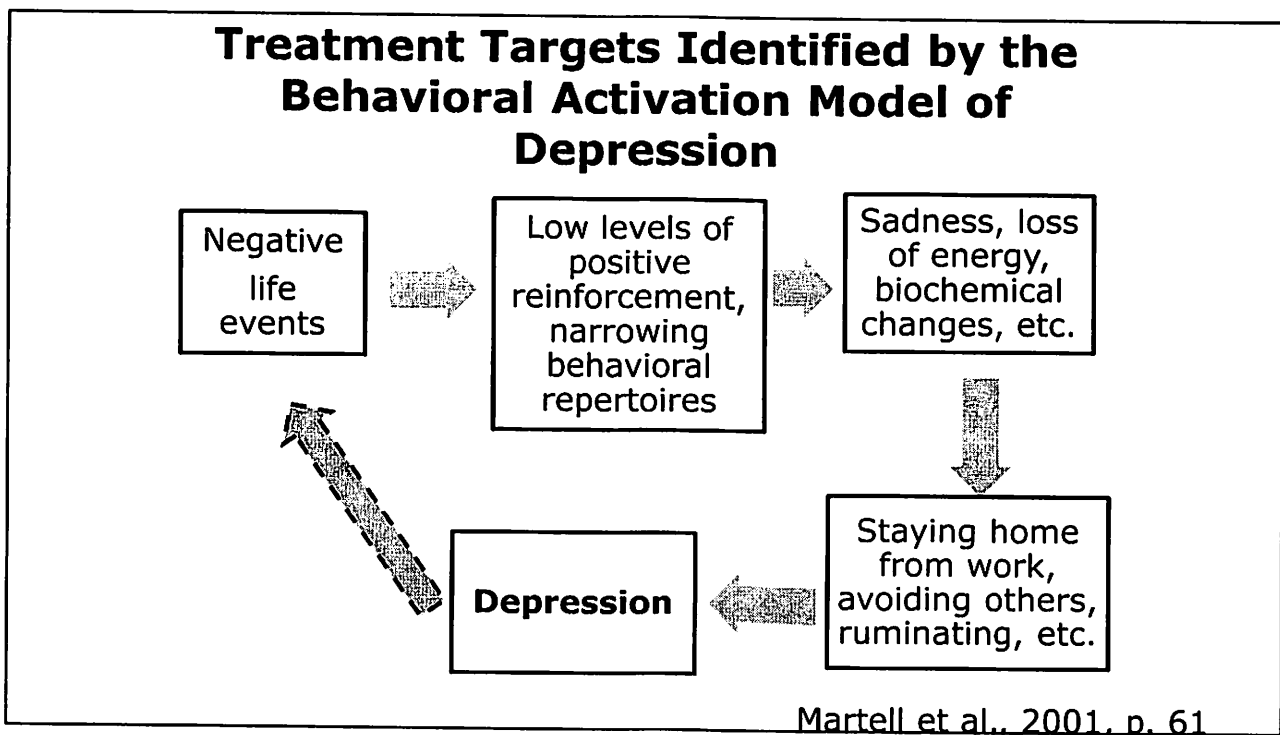 Treatment Targets Identified by the
Behavioral Activation Model of
Depression
Negative
life
events
Low levels of
positive
reinforcement,
narrowing
behavioral
repertoires
Sadness, loss
of energy,
biochemical
changes, etc.
Staying home
from work,
avoiding others,
ruminating, etc.
Depression
Martell et al., 2001, p. 61